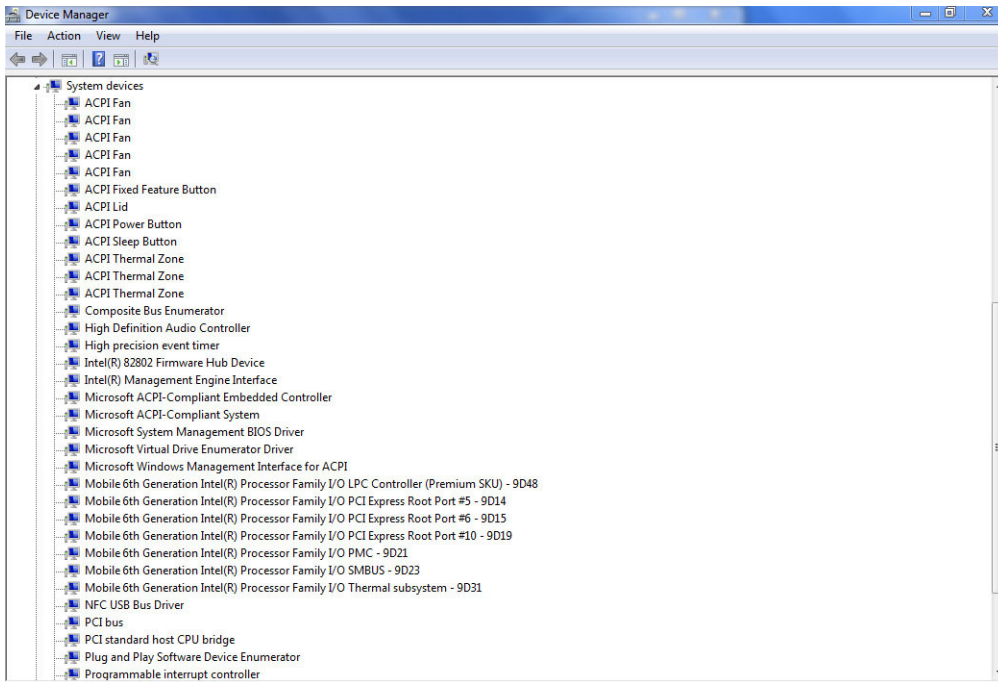 Device Manager
File Action View Help
System devices
ACPI Fan
ACPI Fan
ACPI Fan
ACPI Fan
ACPI Fan
ACPI Fixed Feature Button
ACPI Lid
ACPI Power Button
ACPI Sleep Button
ACPI Thermal Zone
ACPI Thermal Zone
ACPI Thermal Zone
Composite Bus Enumerator
High Definition Audio Controller
High precision event timer
Intel(R) 82802 Firmware Hub Device
Intel(R) Management Engine Interface
Microsoft ACPI-Compliant Embedded Controller
Microsoft ACPI-Compliant System
Microsoft System Management BIOS Driver
Microsoft Virtual Drive Enumerator Driver
Microsoft Windows Management Interface for ACPI
Mobile 6th Generation Intel(R) Processor Family I/O LPC Controller (Premium SKU) - 9D48
Mobile 6th Generation Intel(R) Processor Family I/O PCI Express Root Port #5 - 9D14
Mobile 6th Generation Intel(R) Processor Family I/O PCI Express Root Port #6 - 9D15
Mobile 6th Generation Intel(R) Processor Family I/O PCI Express Root Port #10 - 9D19
Mobile 6th Generation Intel(R) Processor Family I/O PMC - 9D21
Mobile 6th Generation Intel(R) Processor Family I/O SMBUS - 9D23
Mobile 6th Generation Intel(R) Processor Family I/O Thermal subsystem - 9D31
NFC USB Bus Driver
PCI bus
PCI standard host CPU bridge
Plug and Play Software Device Enumerator
Programmable interrupt controller